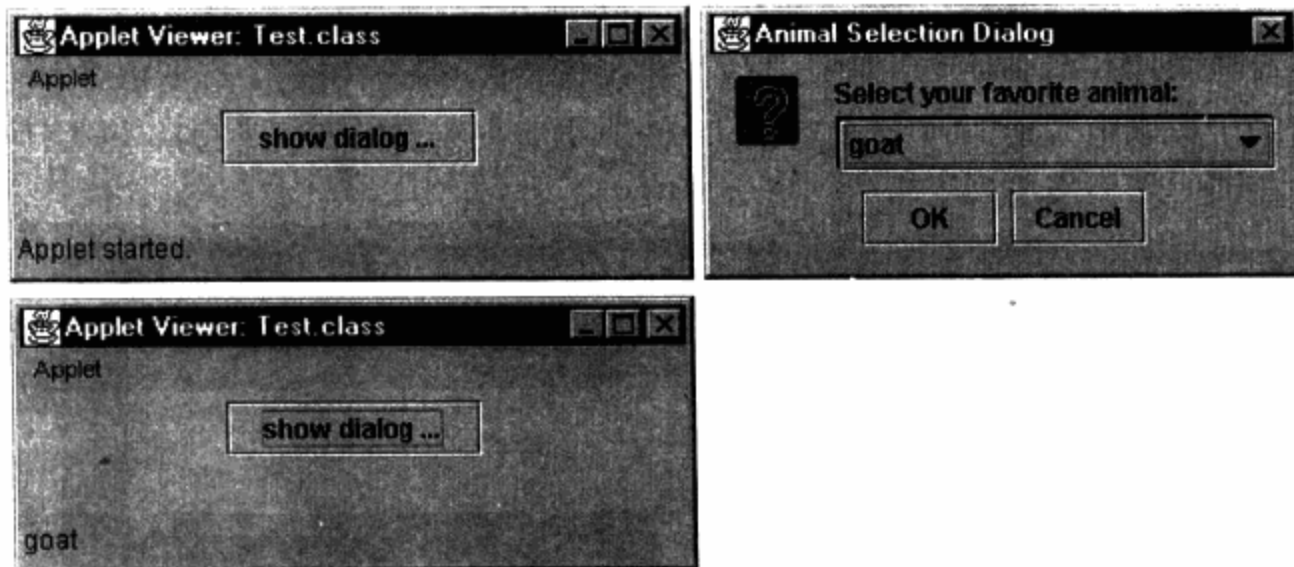 Applet Viewer: Test.class
Applet
show dialog ...
Applet started.
Animal Selection Dialog
Select your favorite animal:
goat
OK
Cancel
Applet Viewer: Test.class
Applet
show dialog ...
goat